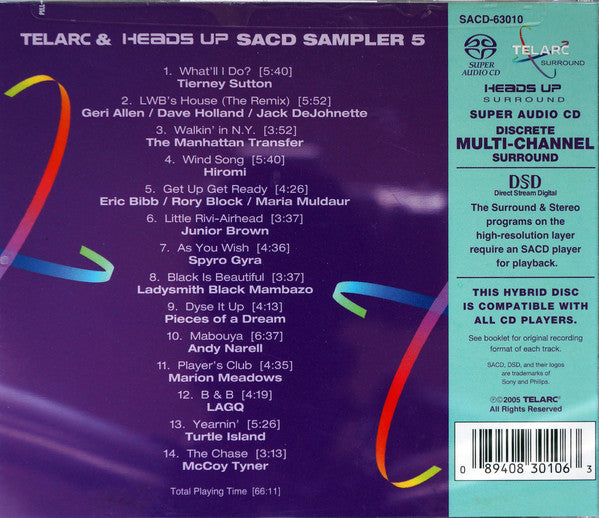 TELARC & HEADS UP SACD SAMPLER 5
1. What'll I Do? [5:40]
Tierney Sutton
2. LWB's House (The Remix) [5:52]
Geri Allen / Dave Holland / Jack DeJohnette
3. Walkin' in N.Y. [3:52]
The Manhattan Transfer
4. Wind Song [5:40]
Hiromi
5. Get Up Get Ready [4:26]
Eric Bibb / Rory Block / Maria Muldaur
6. Little Rivi-Airhead [3:37]
Junior Brown
7. As You Wish [4:36]
Spyro Gyra
8. Black Is Beautiful [3:37]
Ladysmith Black Mambazo
9. Dyse It Up [4:13]
Pieces of a Dream
10. Mabouya [6:37]
Andy Narell
11. Player's Club [4:35]
Marion Meadows
12. B & B [4:19]
LAGQ
13. Yearnin' [5:26]
Turtle Island
14. The Chase [3:13]
McCoy Tyner
Total Playing Time [66:11]
SACD-63010
SUPER AUDIO CD
TELARC
SURROUND
HEADS UP
SURROUND
SUPER AUDIO CD
DISCRETE
MULTI-CHANNEL
SURROUND
DSD
Direct Stream Digital
The Surround & Stereo
programs on the
high-resolution layer
require an SACD player
for playback.
THIS HYBRID DISC
IS COMPATIBLE WITH
ALL CD PLAYERS.
See booklet for original recording
format of each track.
SACD, DSD, and their logos
are trademarks of
Sony and Philips.
©2005 TELARC
All Rights Reserved
0 89408 30106 3